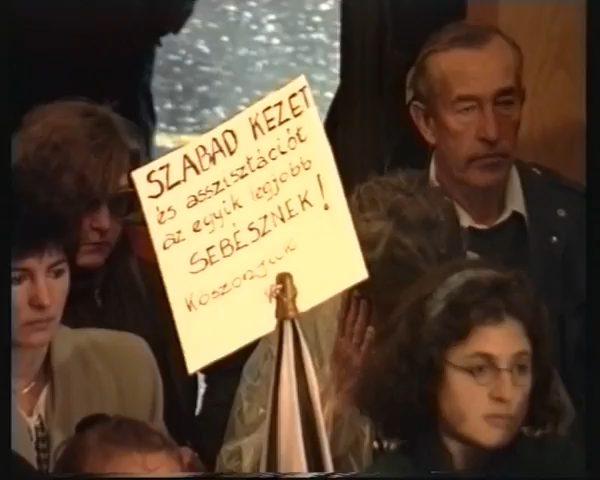 SZABAD KEZET
és asszisztációt
az egyik legjobb
SEBÉSZNEK!
Köszönjük